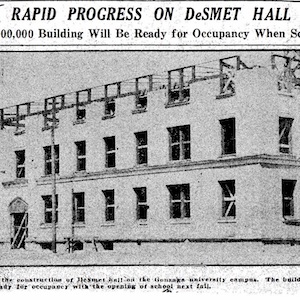 RAPID PROGRESS ON DeSMET HALL
00,000 Building Will Be Ready for Occupancy When Sc
the construction of DeSmet hall on the Gonzaga university campus. The build
ady for occupancy with the opening of school next fall.